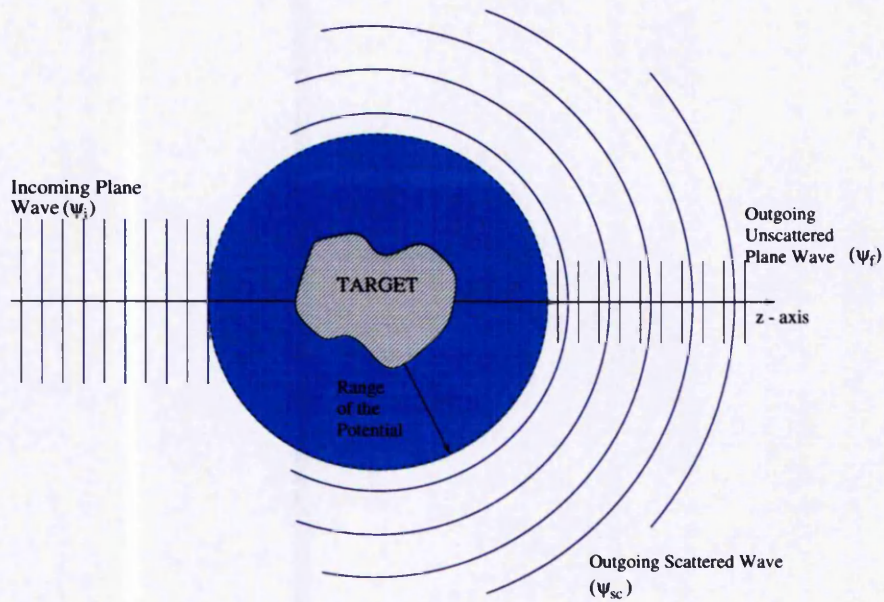 Incoming Plane
Wave (ψi)
TARGET
Range
of the
Potential
Outgoing
Unscattered
Plane Wave (ψf)
z - axis
Outgoing Scattered Wave
(ψsc)